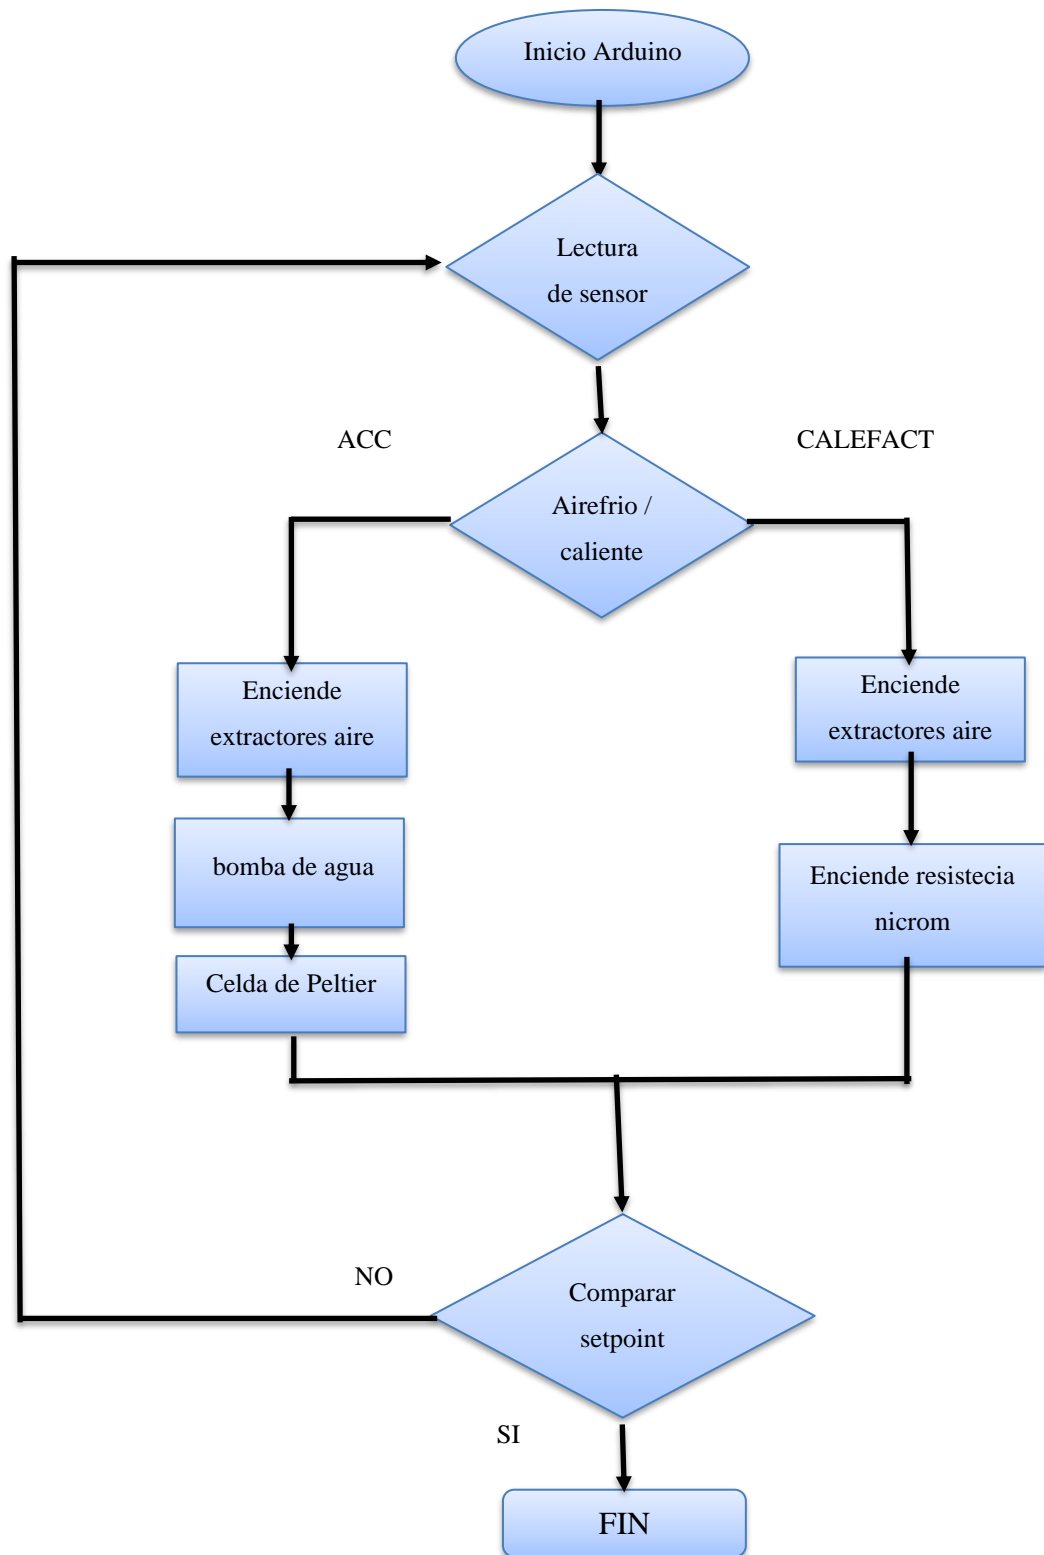 Inicio Arduino
Lectura
de sensor
ACC
CALEFACT
Airefrio /
caliente
Enciende
extractores aire
bomba de agua
Celda de Peltier
Enciende
extractores aire
Enciende resistecia
nicrom
NO
Comparar
setpoint
SI
FIN